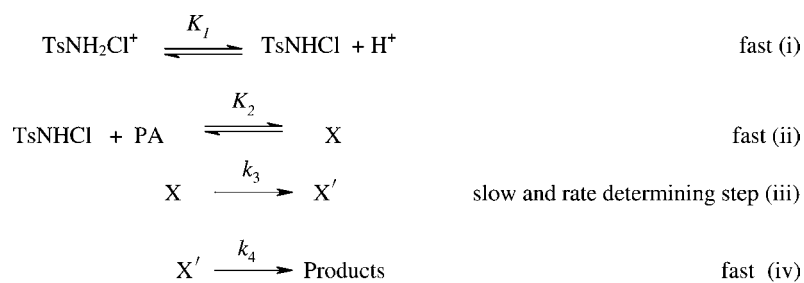 TsNH₂Cl⁺ ⇌ K₁ TsNHCl + H⁺ fast (i)
TsNHCl + PA ⇌ K₂ X fast (ii)
X → k₃ X′ slow and rate determining step (iii)
X′ → k₄ Products fast (iv)